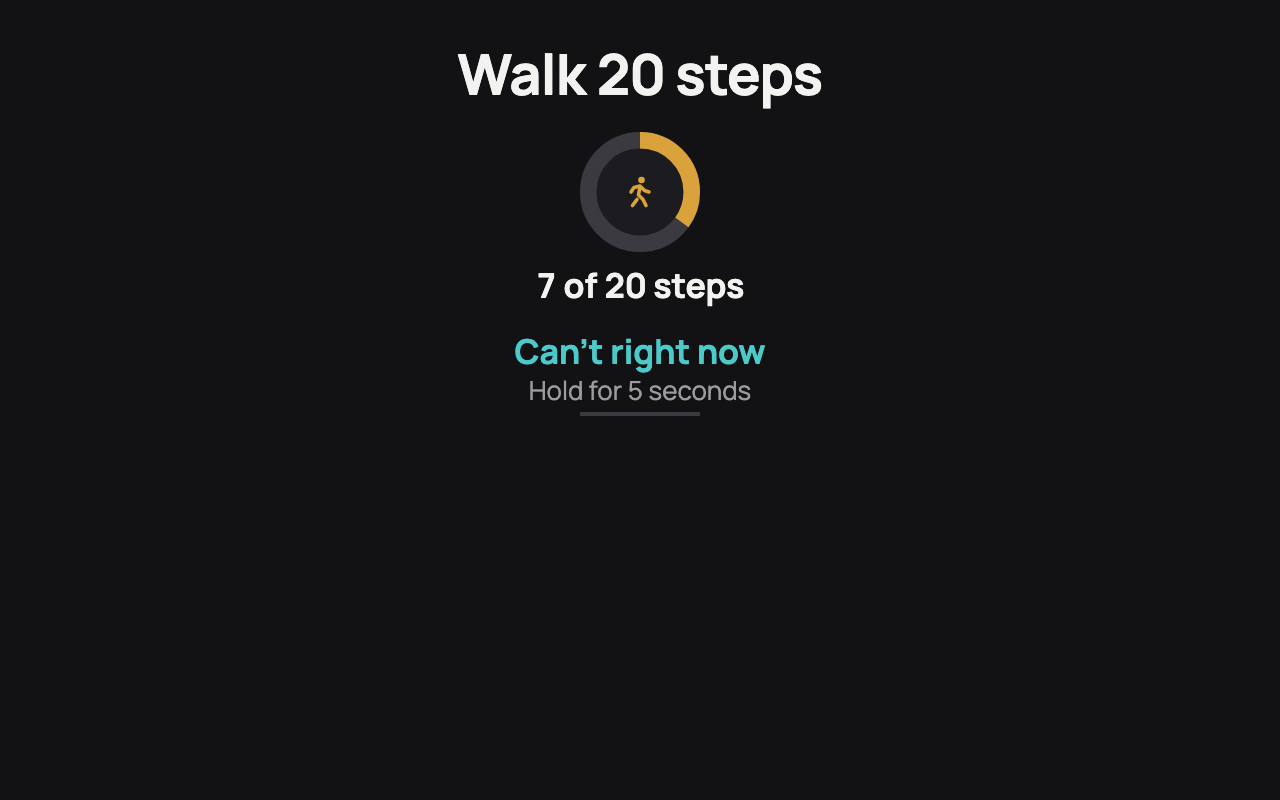 Walk 20 steps
7 of 20 steps
Can’t right now
Hold for 5 seconds